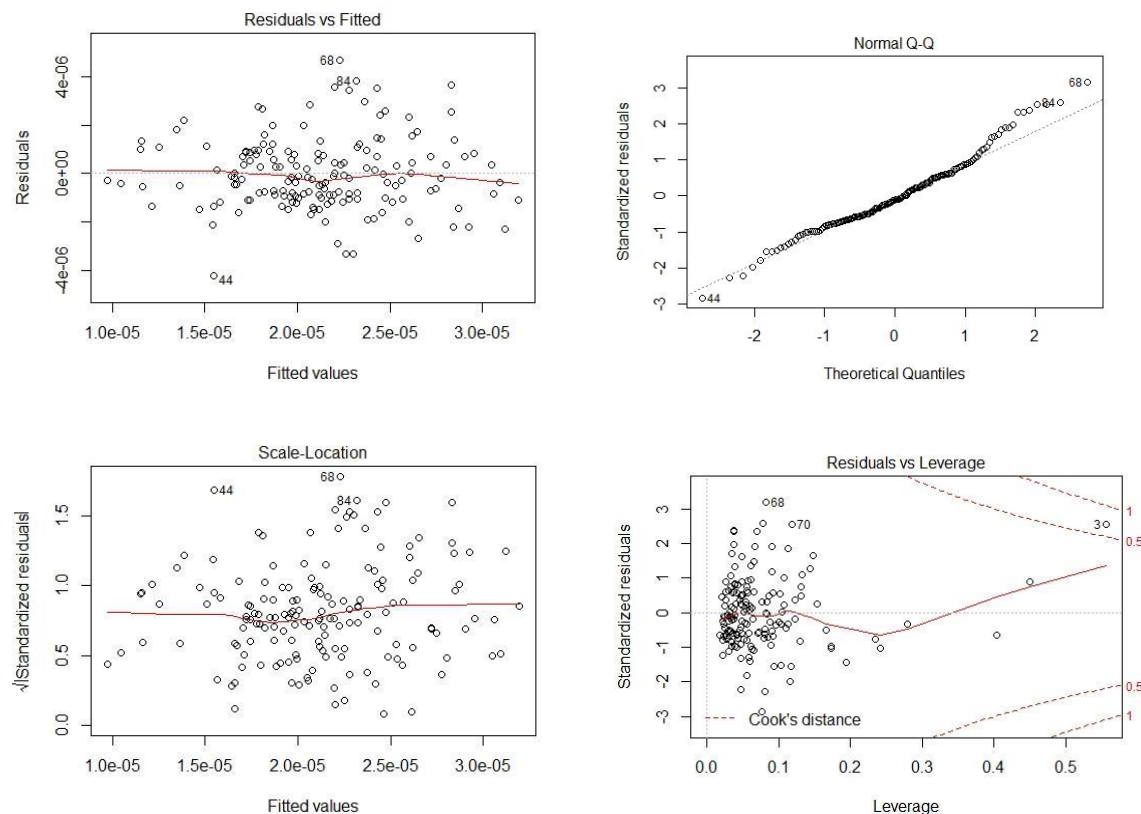 Residuals vs Fitted
Residuals
4e-06
0e+00
-4e-06
68
84
44
1.0e-05 1.5e-05 2.0e-05 2.5e-05 3.0e-05
Fitted values
Normal Q-Q
Standardized residuals
3
2
1
0
-1
-2
-3
68
84
44
-2 -1 0 1 2
Theoretical Quantiles
Scale-Location
√|Standardized residuals|
1.5
1.0
0.5
0.0
44
68
84
1.0e-05 1.5e-05 2.0e-05 2.5e-05 3.0e-05
Fitted values
Residuals vs Leverage
Standardized residuals
3
2
1
0
-1
-2
-3
68
70
3
1
0.5
0.5
1
Cook's distance
0.0 0.1 0.2 0.3 0.4 0.5
Leverage